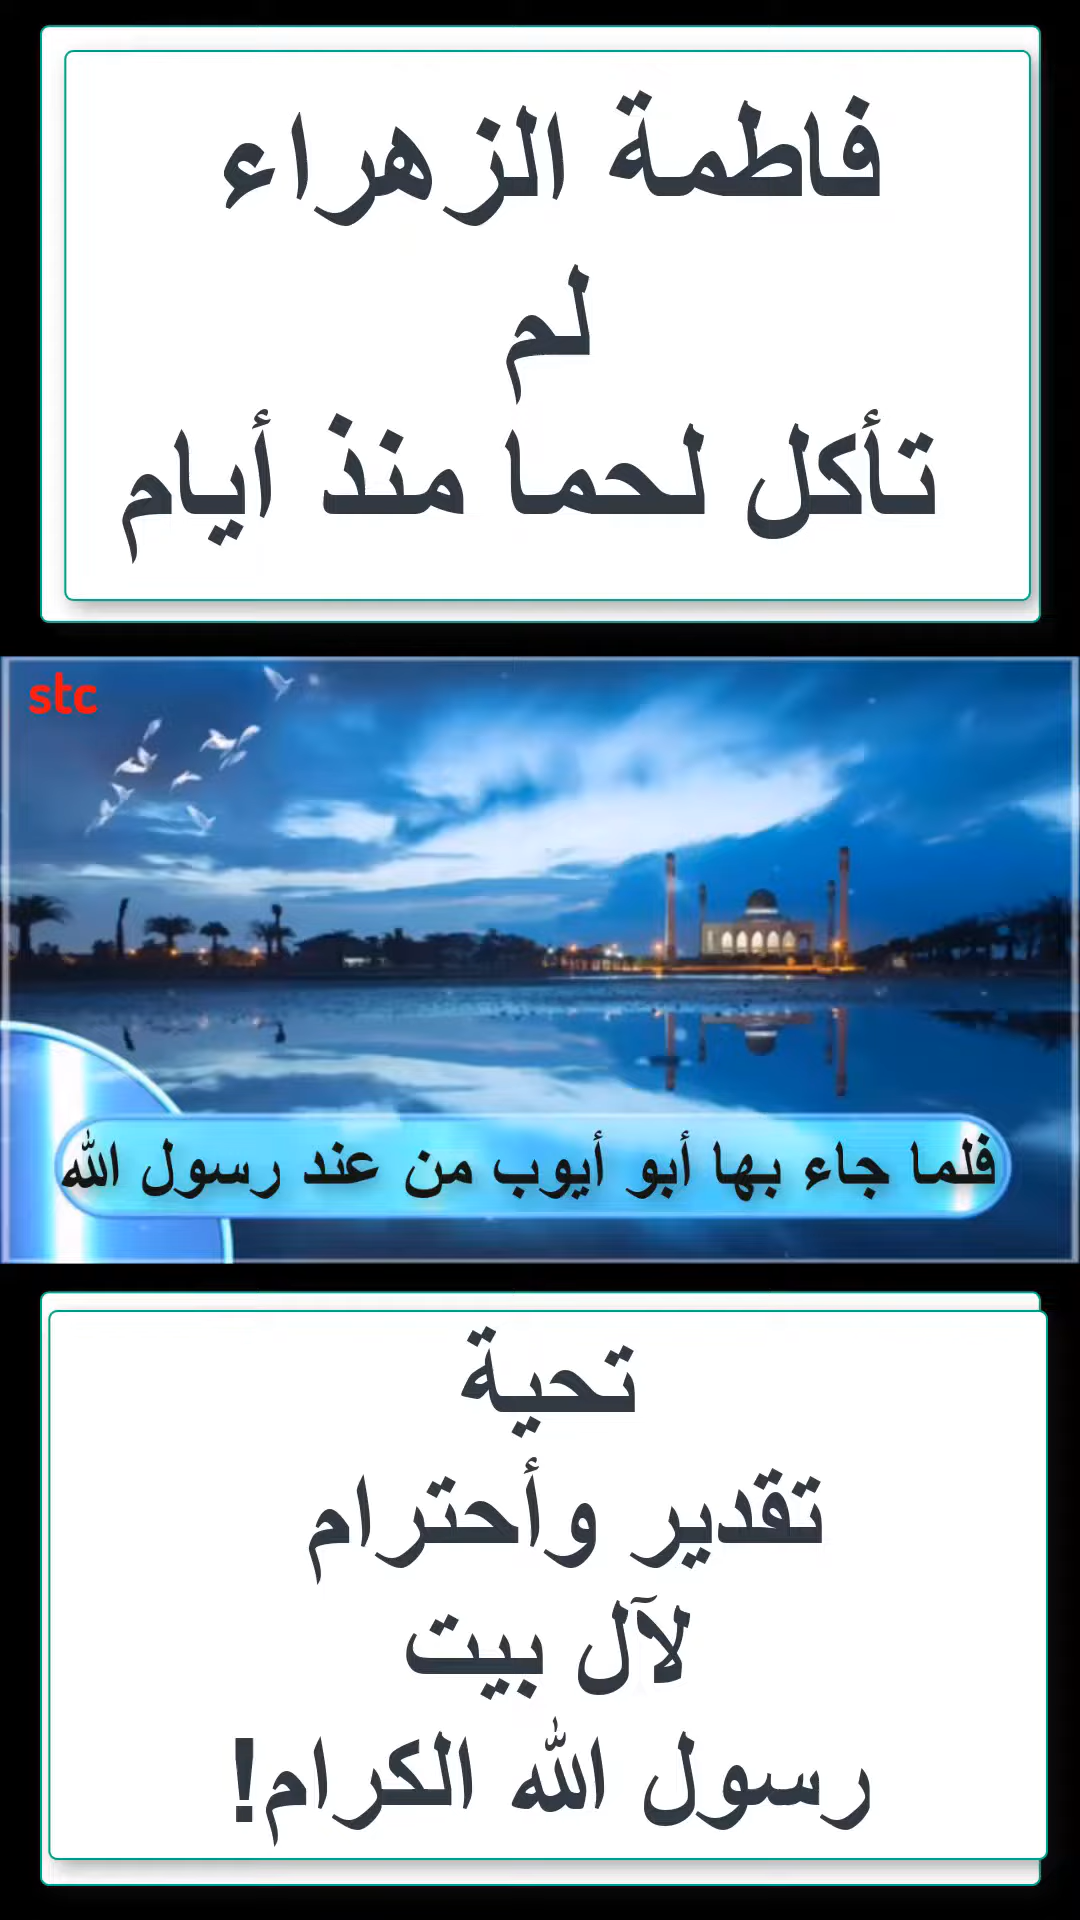 فاطمة الزهراء
لم
تأكل لحما منذ أيام
stc
فلما جاء بها أبو أيوب من عند رسول الله
تحية
تقدير وأحترام
لآل بيت
رسول الله الكرام!